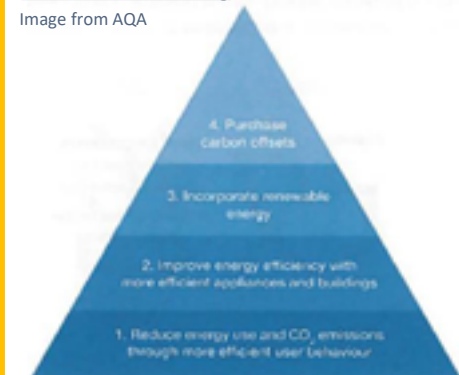 Image from AQA
4. Purchase
carbon offsets
3. Incorporate renewable
energy
2. Improve energy efficiency with
more efficient appliances and buildings
1. Reduce energy use and CO₂ emissions
through more efficient user behaviour